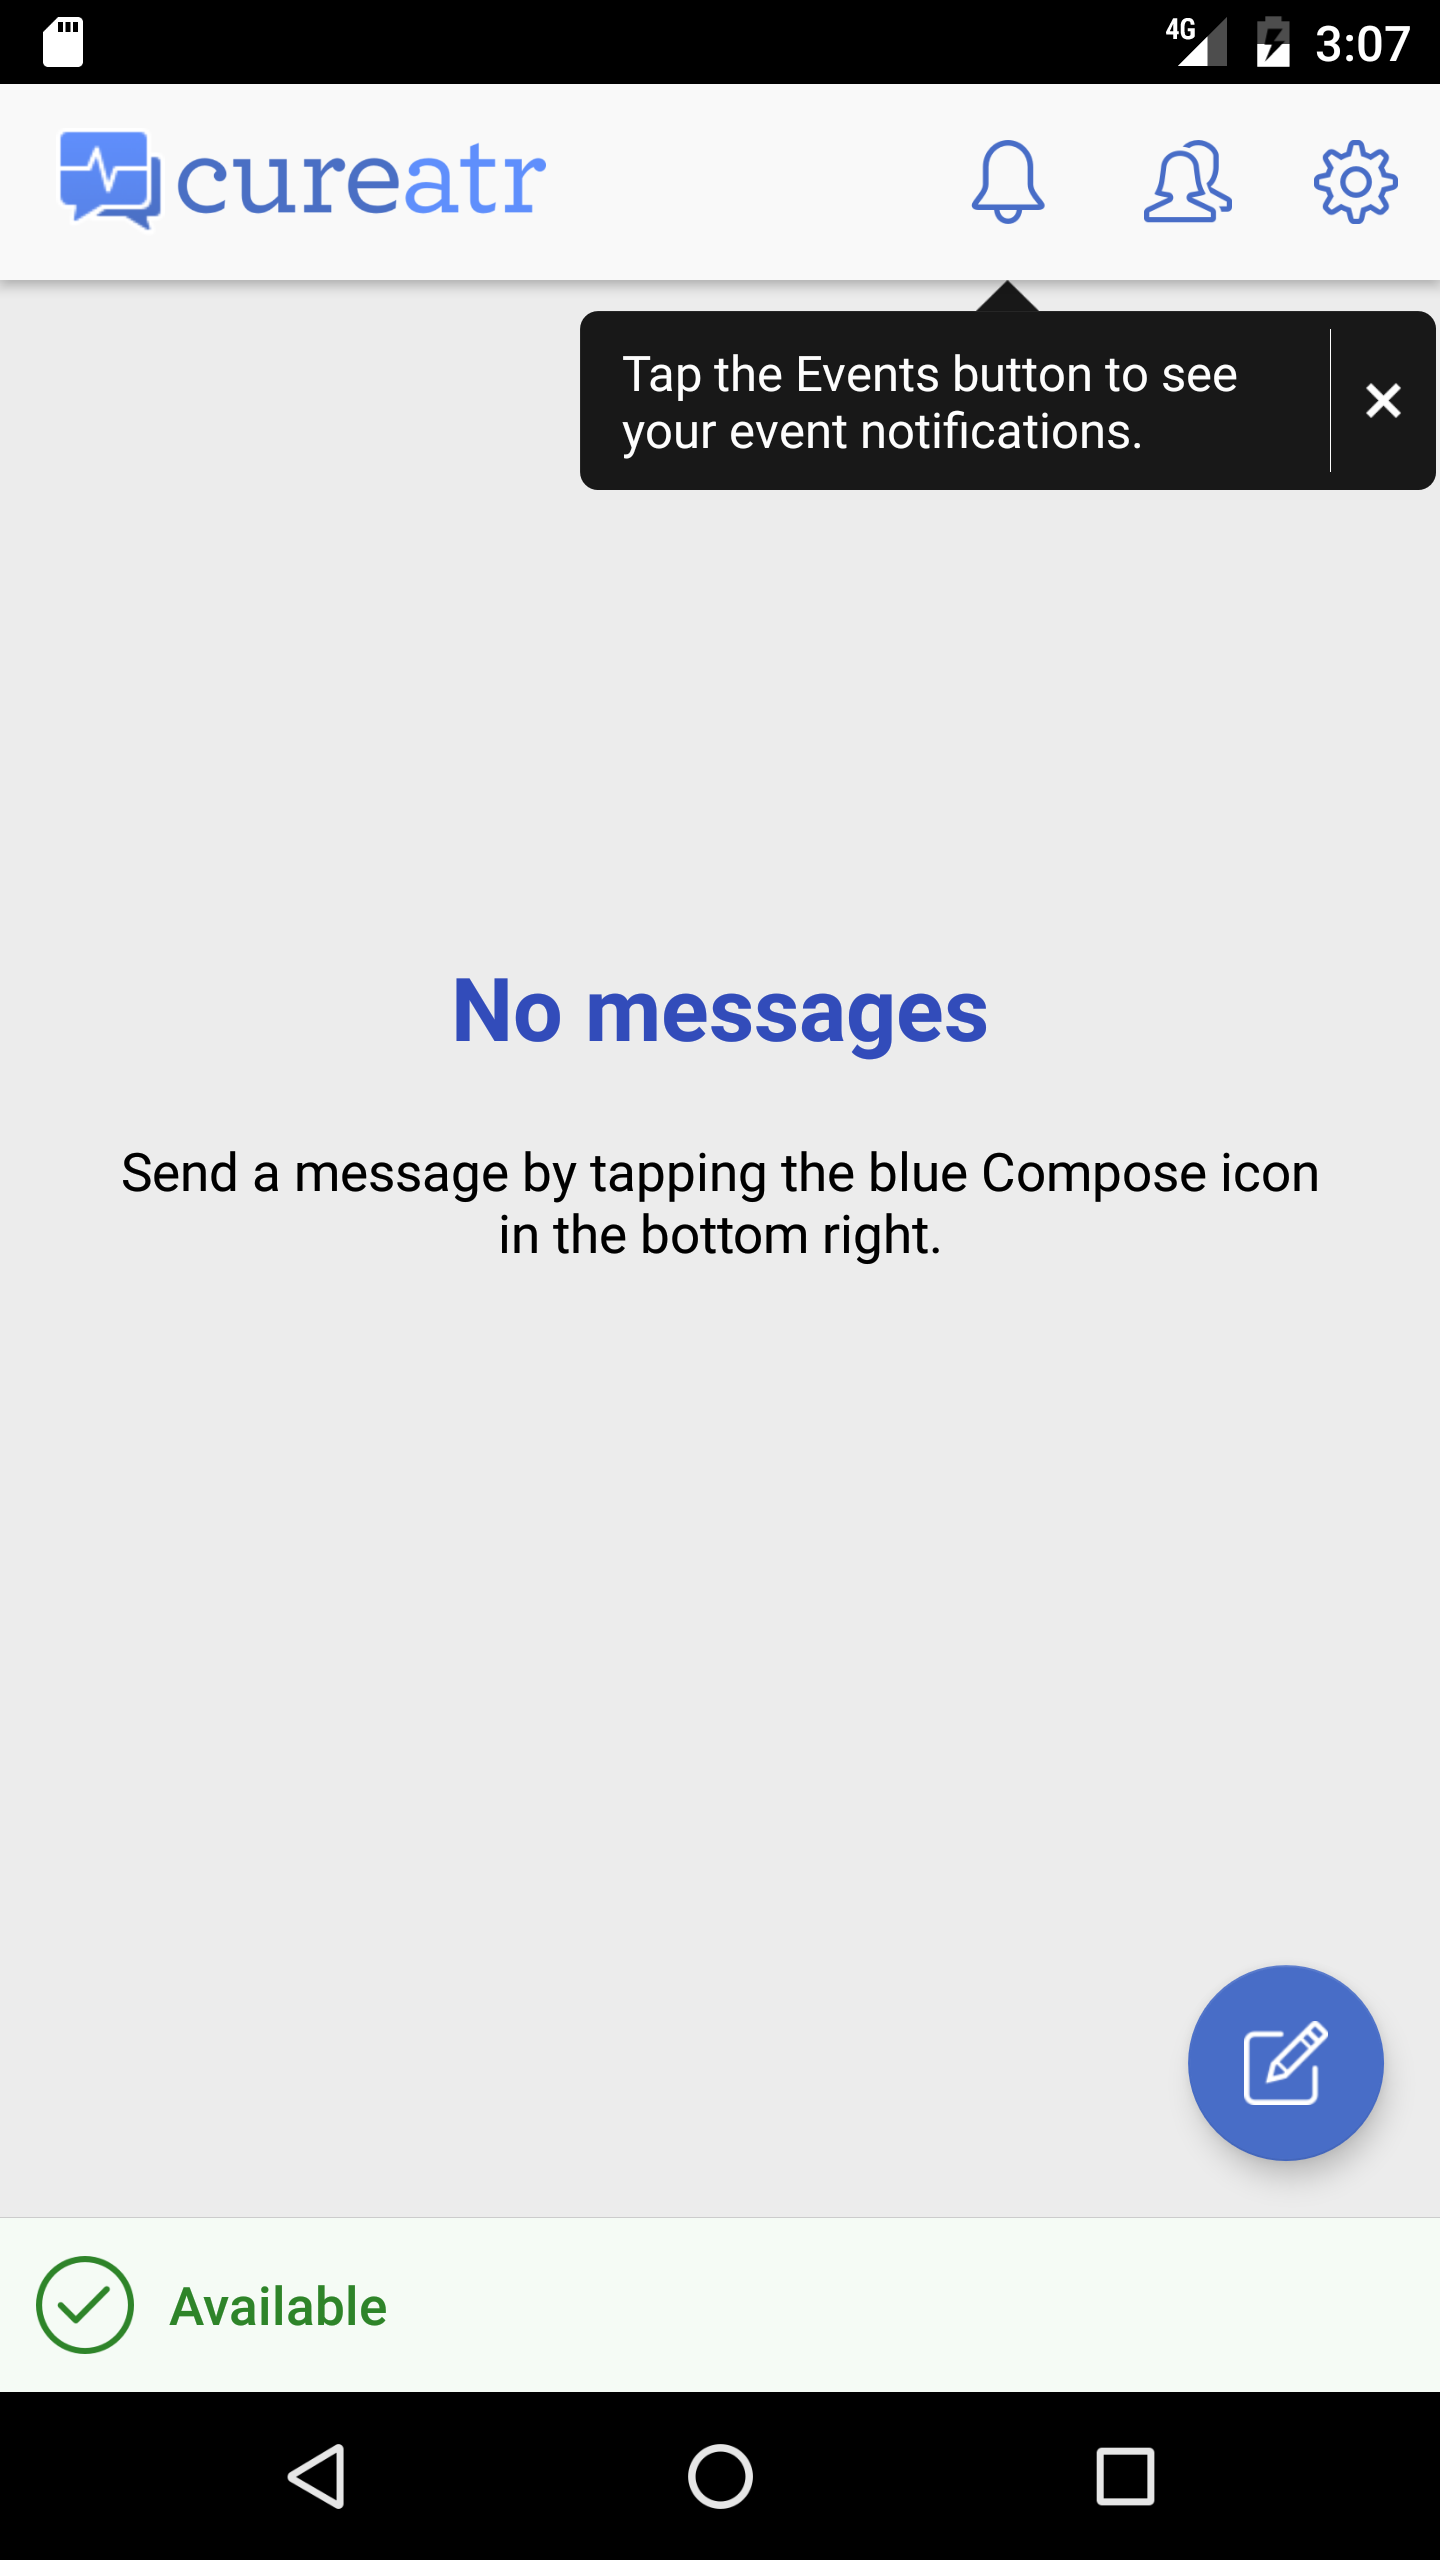 4G 3:07
cureatr
Tap the Events button to see
your event notifications.
No messages
Send a message by tapping the blue Compose icon
in the bottom right.
Available